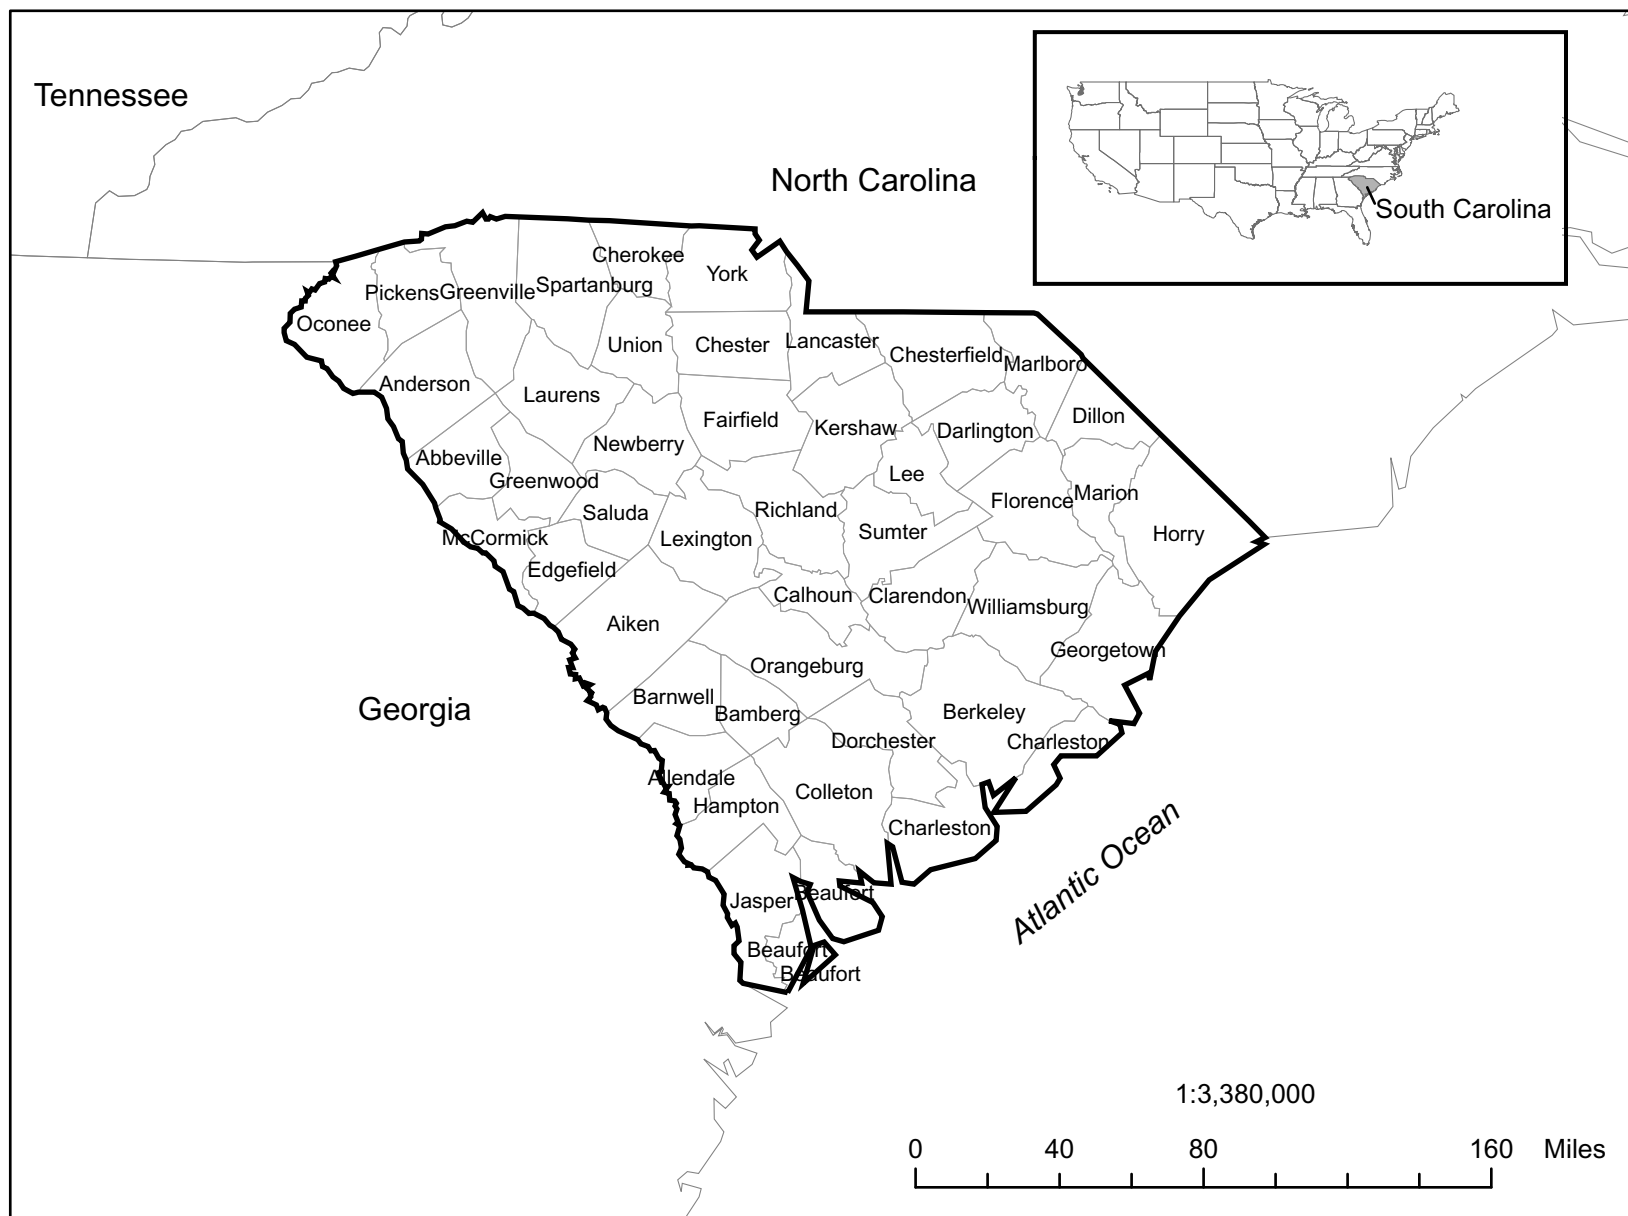 Tennessee
North Carolina
South Carolina
Cherokee
York
Pickens
Greenville
Spartanburg
Oconee
Union
Chester
Lancaster
Chesterfield
Marlboro
Anderson
Laurens
Dillon
Fairfield
Kershaw
Darlington
Newberry
Abbeville
Greenwood
Lee
Florence
Marion
Saluda
Richland
McCormick
Lexington
Sumter
Horry
Edgefield
Calhoun
Clarendon
Williamsburg
Aiken
Georgetown
Orangeburg
Georgia
Barnwell
Bamberg
Berkeley
Dorchester
Charleston
Allendale
Hampton
Colleton
Charleston
Atlantic Ocean
Jasper
Beaufort
Beaufort
Beaufort
1:3,380,000
0 40 80 160 Miles